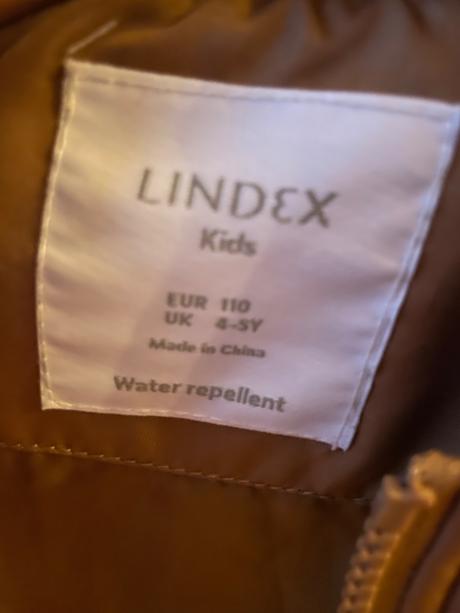 LINDEX
Kids
EUR 110
UK 4-5Y
Made in China
Water repellent